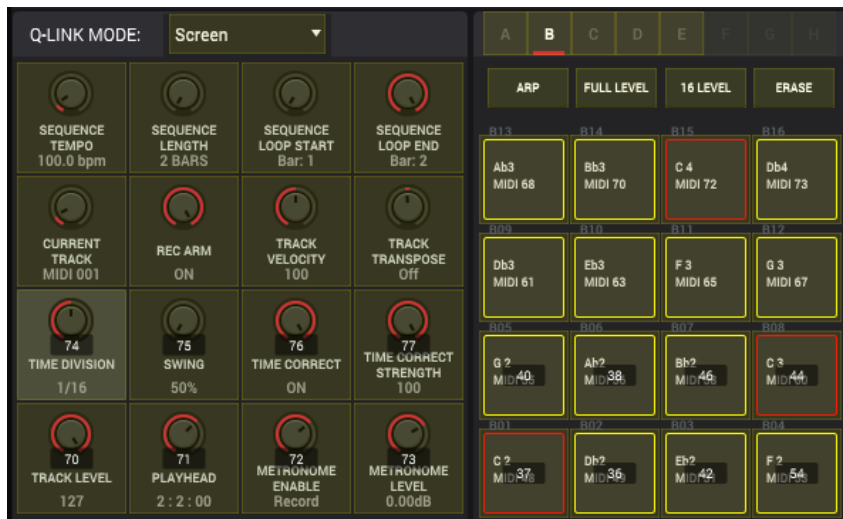 Q-LINK MODE: Screen
A B C D E F G H
ARP FULL LEVEL 16 LEVEL ERASE
SEQUENCE TEMPO
100.0 bpm
SEQUENCE LENGTH
2 BARS
SEQUENCE LOOP START
Bar: 1
SEQUENCE LOOP END
Bar: 2
CURRENT TRACK
MIDI 001
REC ARM
ON
TRACK VELOCITY
100
TRACK TRANSPOSE
Off
74
TIME DIVISION
1/16
75
SWING
50%
76
TIME CORRECT
ON
77
TIME CORRECT STRENGTH
100
70
TRACK LEVEL
127
71
PLAYHEAD
2 : 2 : 00
72
METRONOME ENABLE
Record
73
METRONOME LEVEL
0.00dB
B13 B14 B15 B16
Ab3 Bb3 C 4 Db4
MIDI 68 MIDI 70 MIDI 72 MIDI 73
B09 B10 B11 B12
Db3 Eb3 F 3 G 3
MIDI 61 MIDI 63 MIDI 65 MIDI 67
B05 B06 B07 B08
G 2 Ab2 Bb2 C 3
40 38 46 44
B01 B02 B03 B04
C 2 Db2 Eb2 F 2
37 36 42 54